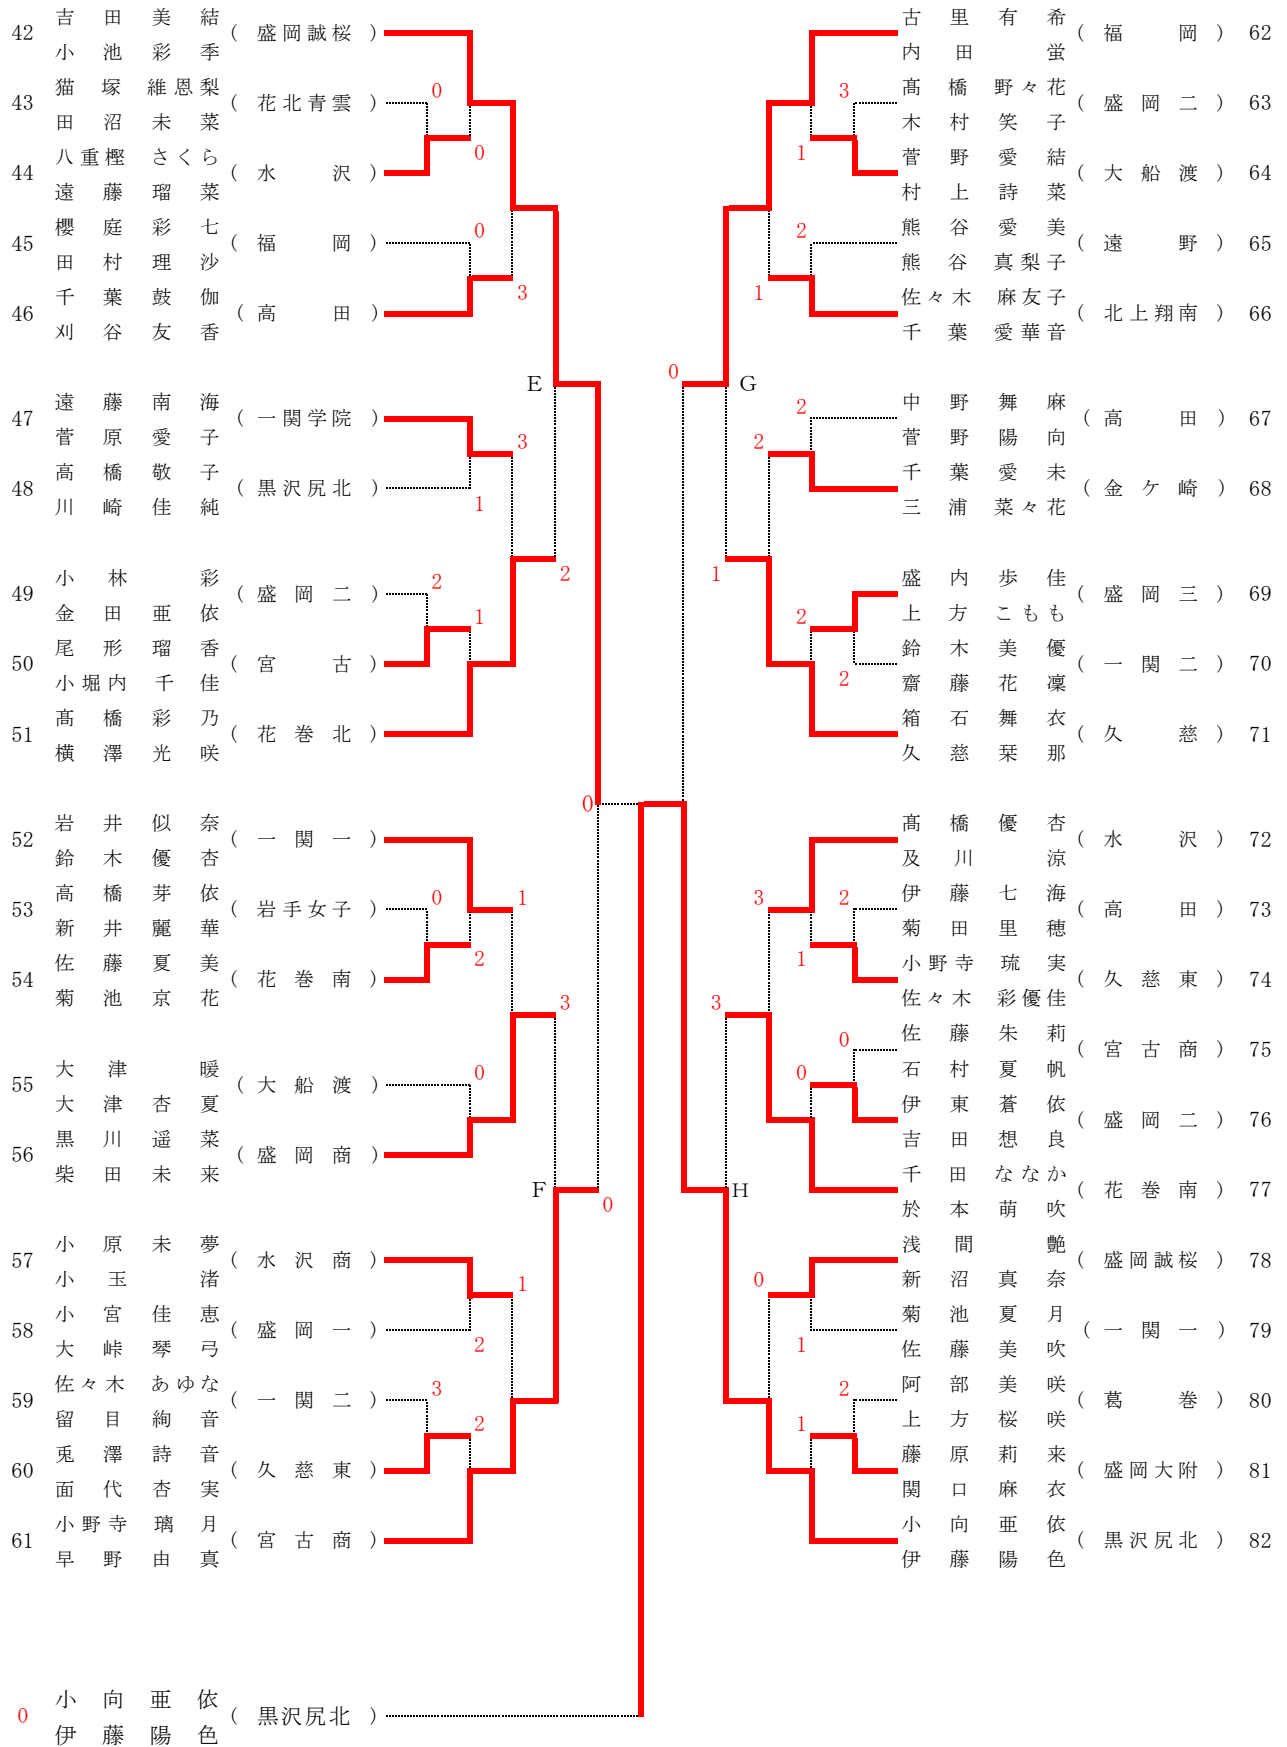 42 吉田美結 (盛岡誠桜)
小池彩季
43 猫塚維恩梨 (花北青雲) 0
田沼未菜
44 八重樫さくら (水沢) 0
遠藤瑠菜
45 櫻庭彩七 (福岡) 0
田村理沙
46 千葉鼓伽 (高田) 3
刈谷友香
E
47 遠藤南海 (一関学院) 3
菅原愛子
48 高橋敬子 (黒沢尻北) 1
川崎佳純
2
49 小林彩 (盛岡二) 2
金田亜依
1
50 尾形瑠香 (宮古)
小堀内千佳
51 髙橋彩乃 (花巻北)
横澤光咲
0
52 岩井似奈 (一関一) 1
鈴木優杏
53 高橋芽依 (岩手女子) 0
新井麗華
54 佐藤夏美 (花巻南) 2
菊池京花
3
55 大津暖 (大船渡) 0
大津杏夏
56 黒川遥菜 (盛岡商)
柴田未来
F 0
57 小原未夢 (水沢商) 1
小玉渚
58 小宮佳恵 (盛岡一) 2
大峠琴弓
59 佐々木あゆな (一関二) 3
留目絢音
2
60 兎澤詩音 (久慈東)
面代杏実
61 小野寺璃月 (宮古商)
早野由真
0 小向亜依 (黒沢尻北)
伊藤陽色
古里有希 (福岡) 62
内田蛍
3 髙橋野々花 (盛岡二) 63
木村笑子
1 菅野愛結 (大船渡) 64
村上詩菜
2 熊谷愛美 (遠野) 65
熊谷真梨子
1 佐々木麻友子 (北上翔南) 66
千葉愛華音
0 G
2 中野舞麻 (高田) 67
菅野陽向
2 千葉愛未 (金ケ崎) 68
三浦菜々花
1
盛内歩佳 (盛岡三) 69
上方こもも
2
2 鈴木美優 (一関二) 70
齋藤花凜
箱石舞衣 (久慈) 71
久慈栞那
髙橋優杏 (水沢) 72
及川涼
3 2 伊藤七海 (高田) 73
菊田里穂
1 小野寺琉実 (久慈東) 74
佐々木彩優佳
3
0 佐藤朱莉 (宮古商) 75
石村夏帆
0
伊東蒼依 (盛岡二) 76
吉田想良
H 千田ななか (花巻南) 77
於本萌吹
0 浅間艶 (盛岡誠桜) 78
新沼真奈
1 菊池夏月 (一関一) 79
佐藤美吹
2 阿部美咲 (葛巻) 80
上方桜咲
1
藤原莉来 (盛岡大附) 81
関口麻衣
小向亜依 (黒沢尻北) 82
伊藤陽色